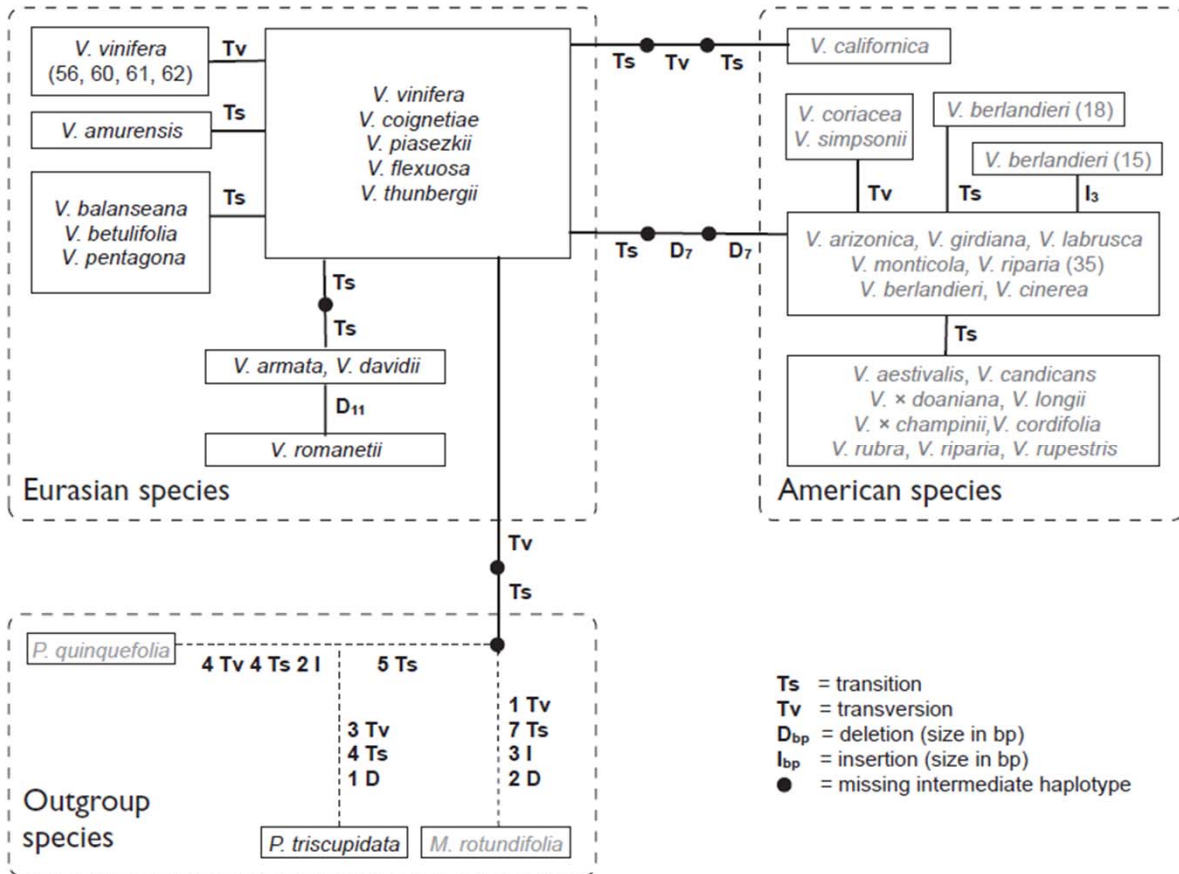 V. vinifera
(56, 60, 61, 62)
Tv
V. amurensis
Ts
V. balanseana
V. betulifolia
V. pentagona
Ts
V. vinifera
V. coignetiae
V. piasezkii
V. flexuosa
V. thunbergii
Ts
Ts
V. armata, V. davidii
D11
V. romanetii
Eurasian species
Ts Tv Ts
Ts D7 D7
V. californica
V. coriacea
V. simpsonii
Tv
V. berlandieri (18)
Ts
V. berlandieri (15)
I3
V. arizonica, V. girdiana, V. labrusca
V. monticola, V. riparia (35)
V. berlandieri, V. cinerea
Ts
V. aestivalis, V. candicans
V. × doaniana, V. longii
V. × champinii, V. cordifolia
V. rubra, V. riparia, V. rupestris
American species
Tv
Ts
P. quinquefolia
4 Tv 4 Ts 2 I
5 Ts
3 Tv
4 Ts
1 D
1 Tv
7 Ts
3 I
2 D
Outgroup
species
P. triscupidata
M. rotundifolia
Ts = transition
Tv = transversion
Dbp = deletion (size in bp)
Ibp = insertion (size in bp)
● = missing intermediate haplotype